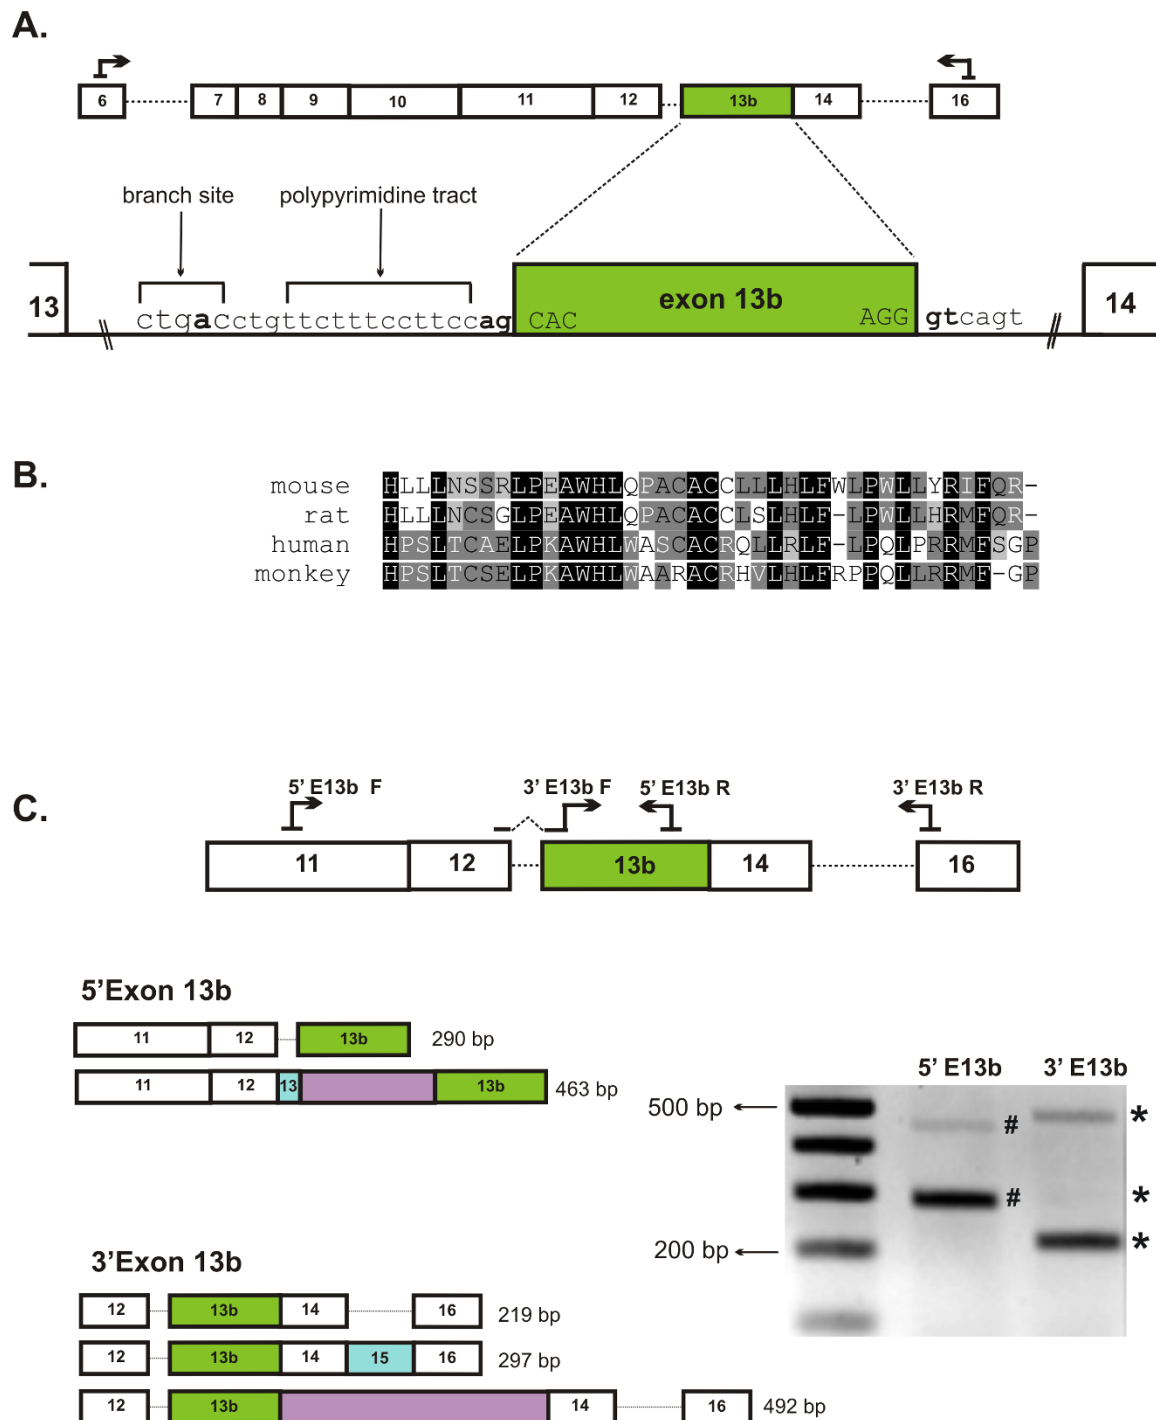 A.
6 7 8 9 10 11 12 13b 14 16
branch site polypyrimidine tract
13 ctgacctgttctttccttccag CAC exon 13b AGG gtcagt 14
B.
mouse HLLLNSSRLPEAWHLQPACACCLLLHLFWLPWLLYRIFQR-
rat HLLLNCSGLPEAWHLQPACACCLSLHLF-LPWLLHRMFQR-
human HPSLTCAELPKAWHLWASCACRQLLRLF-LPQLPRRMFSGP
monkey HPSLTCSELPKAWHLWAARACRHVLHLFRPPQLLRRMF-GP
C.
5' E13b F 3' E13b F 5' E13b R 3' E13b R
11 12 13b 14 16
5'Exon 13b
11 12 13b 290 bp
11 12 13 13b 463 bp
5' E13b 3' E13b
500 bp # *
# *
200 bp *
3'Exon 13b
12 13b 14 16 219 bp
12 13b 14 15 16 297 bp
12 13b 14 16 492 bp